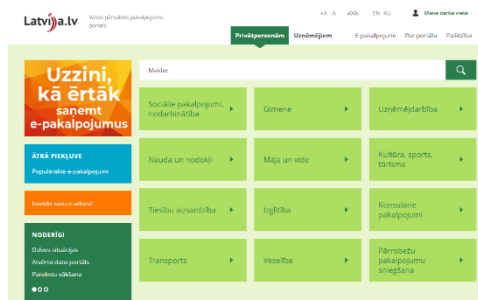 Latvija.lv
Valsts pārvaldes pakalpojumu
portāls
+A -A EN RU Mana darba vieta
Privātpersonām Uzņēmējiem E-pakalpojumi Par portālu Palīdzība
Uzzini,
kā ērtāk
saņemt
e-pakalpojumus
Meklēt
Sociālie pakalpojumi,
nodarbinātība
Ģimene
Uzņēmējdarbība
ĀTRĀ PIEKĻUVE
Populārākie e-pakalpojumi
Nauda un nodokļi
Māja un vide
Kultūra, sports,
tūrisms
Izveido savu e-adresi!
Tiesību aizsardzība
Izglītība
Konsulārie
pakalpojumi
NODERĪGI
Dzīves situācijas
Atvērto datu portāls
Parakstu vākšana
Transports
Veselība
Pārrobežu
pakalpojumu
sniegšana